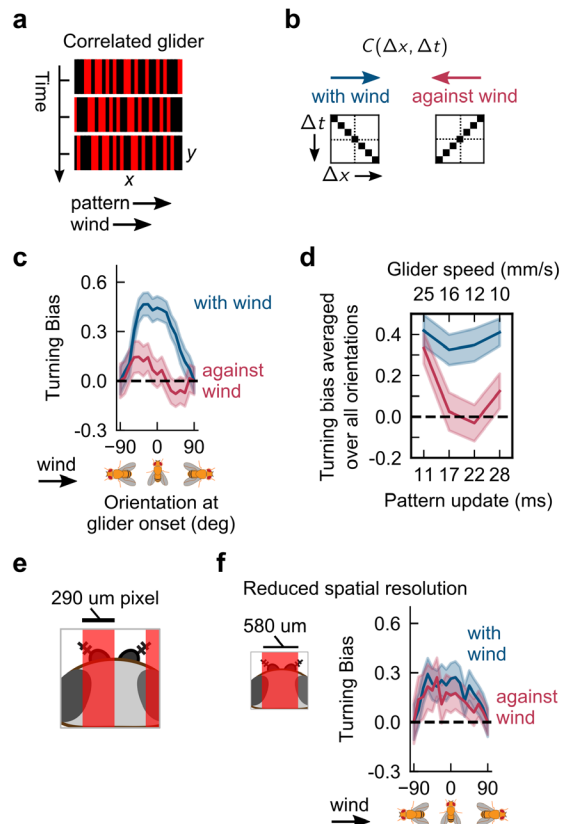 a
Correlated glider
Time
y
x
pattern
wind
b
C(Δx, Δt)
with wind
against wind
Δt
Δx
c
Turning Bias
0.6
0.3
0.0
−0.3
with wind
against
wind
−90 0 90
wind
Orientation at
glider onset (deg)
d
Glider speed (mm/s)
25 16 12 10
Turning bias averaged
over all orientations
0.4
0.2
0.0
-0.2
11 17 22 28
Pattern update (ms)
e
290 um pixel
f
Reduced spatial resolution
580 um
Turning Bias
0.6
0.3
0.0
−0.3
with
wind
against
wind
−90 0 90
wind